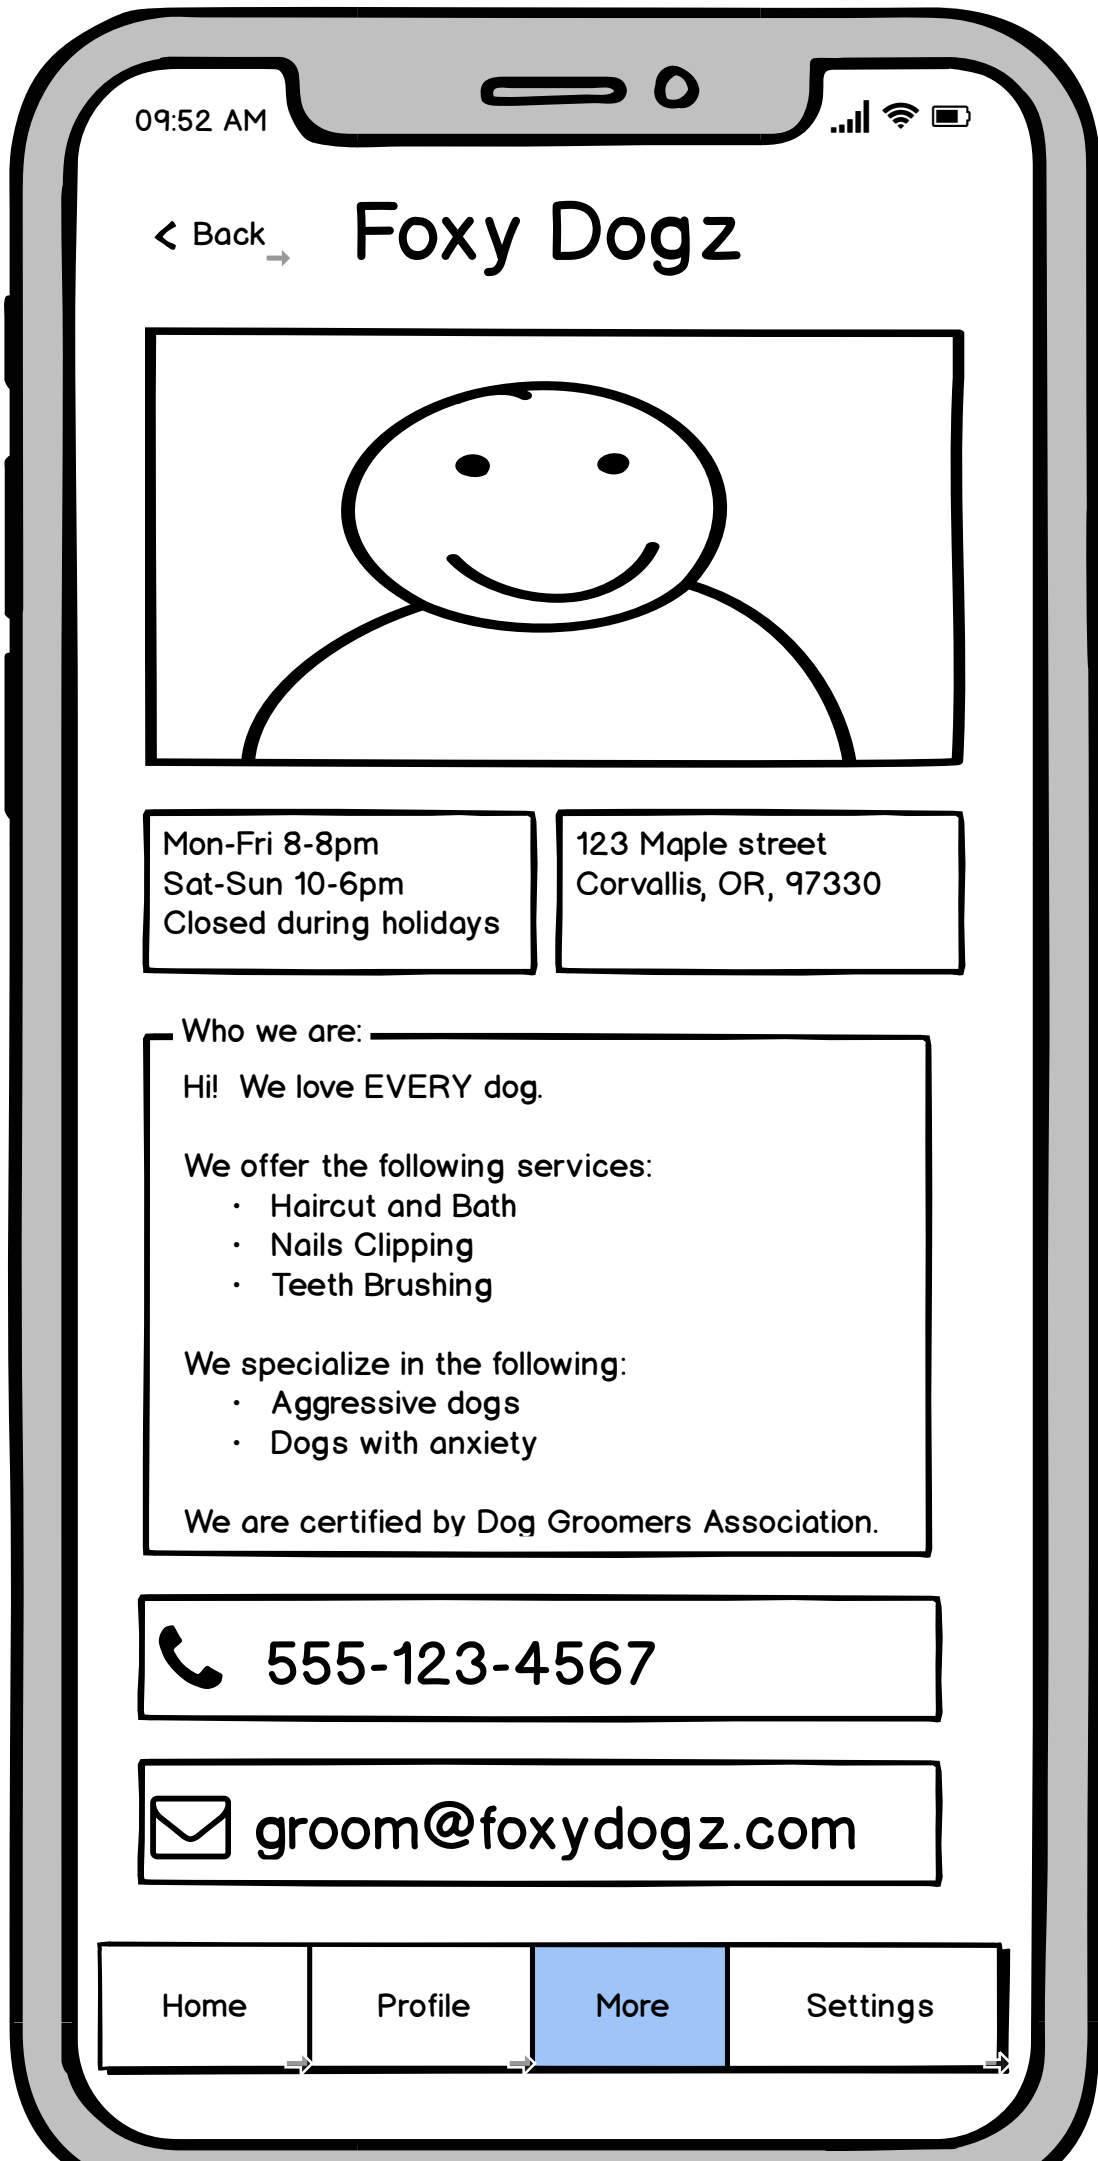 09:52 AM
Back
Foxy Dogz
Mon-Fri 8-8pm
Sat-Sun 10-6pm
Closed during holidays
123 Maple street
Corvallis, OR, 97330
Who we are:
Hi!  We love EVERY dog.
We offer the following services:
• Haircut and Bath
• Nails Clipping
• Teeth Brushing
We specialize in the following:
• Aggressive dogs
• Dogs with anxiety
We are certified by Dog Groomers Association.
555-123-4567
groom@foxydogz.com
Home Profile More Settings